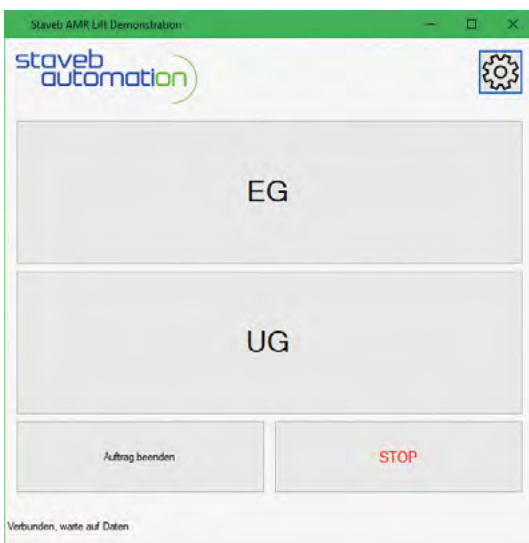 Staveb AMR Lift Demonstration
staveb
automation
EG
UG
Auftrag beenden
STOP
Verbunden, warte auf Daten